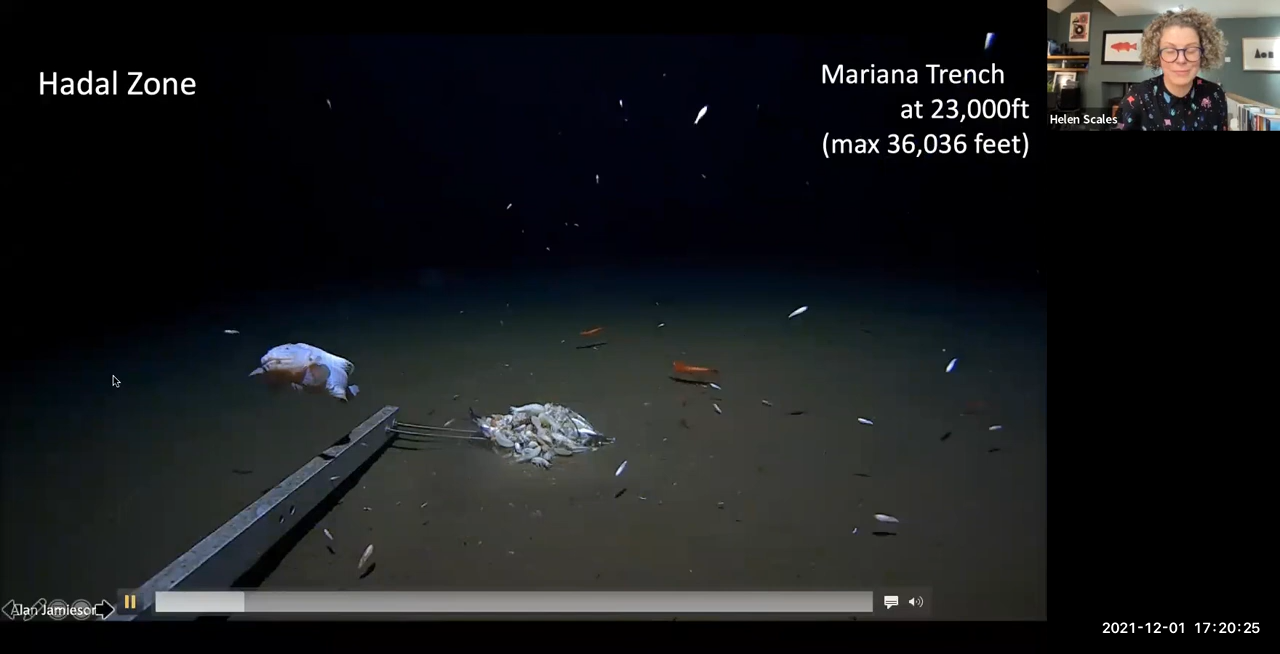 Hadal Zone
Mariana Trench
at 23,000ft
(max 36,036 feet)
Helen Scales
Alan Jamieson
2021-12-01 17:20:25